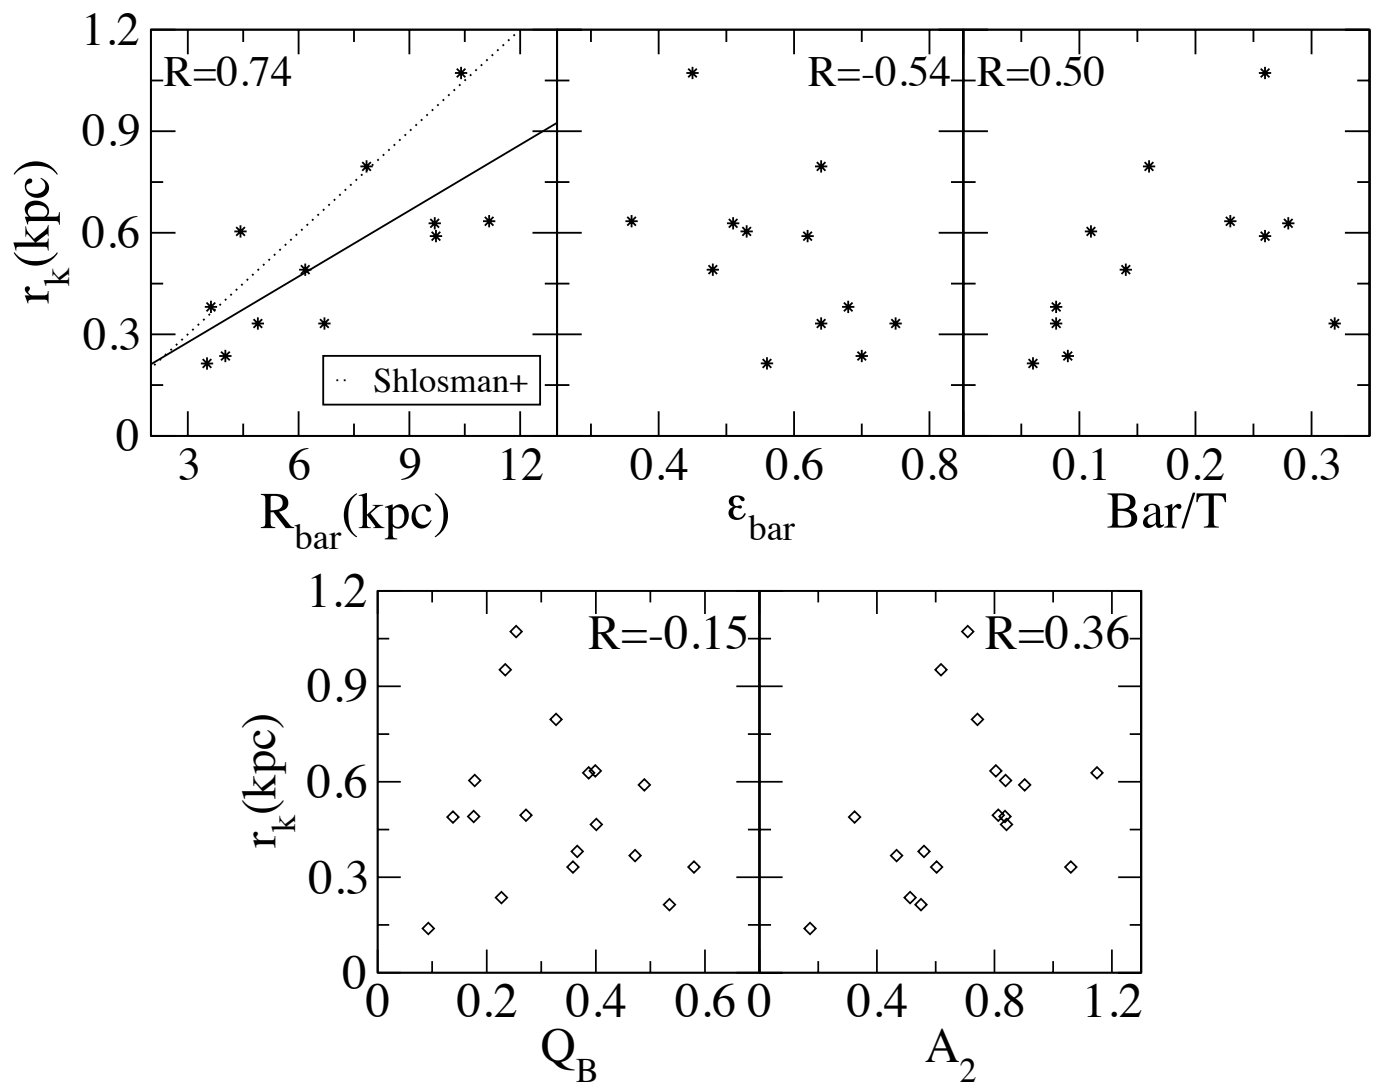 1.2
R=0.74
R=-0.54
R=0.50
0.9
r_k(kpc)
0.6
0.3
Shlosman+
0
3 6 9 12 0.4 0.6 0.8 0.1 0.2 0.3
R_bar(kpc) ε_bar Bar/T
1.2
R=-0.15
R=0.36
0.9
r_k(kpc)
0.6
0.3
0
0 0.2 0.4 0.6 0 0.4 0.8 1.2
Q_B A_2